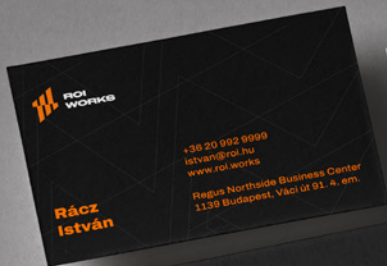 ROI
WORKS
+36 20 992 9999
istvan@roi.hu
www.roi.works
Regus Northside Business Center
1139 Budapest, Váci út 91. 4. em.
Rácz
István